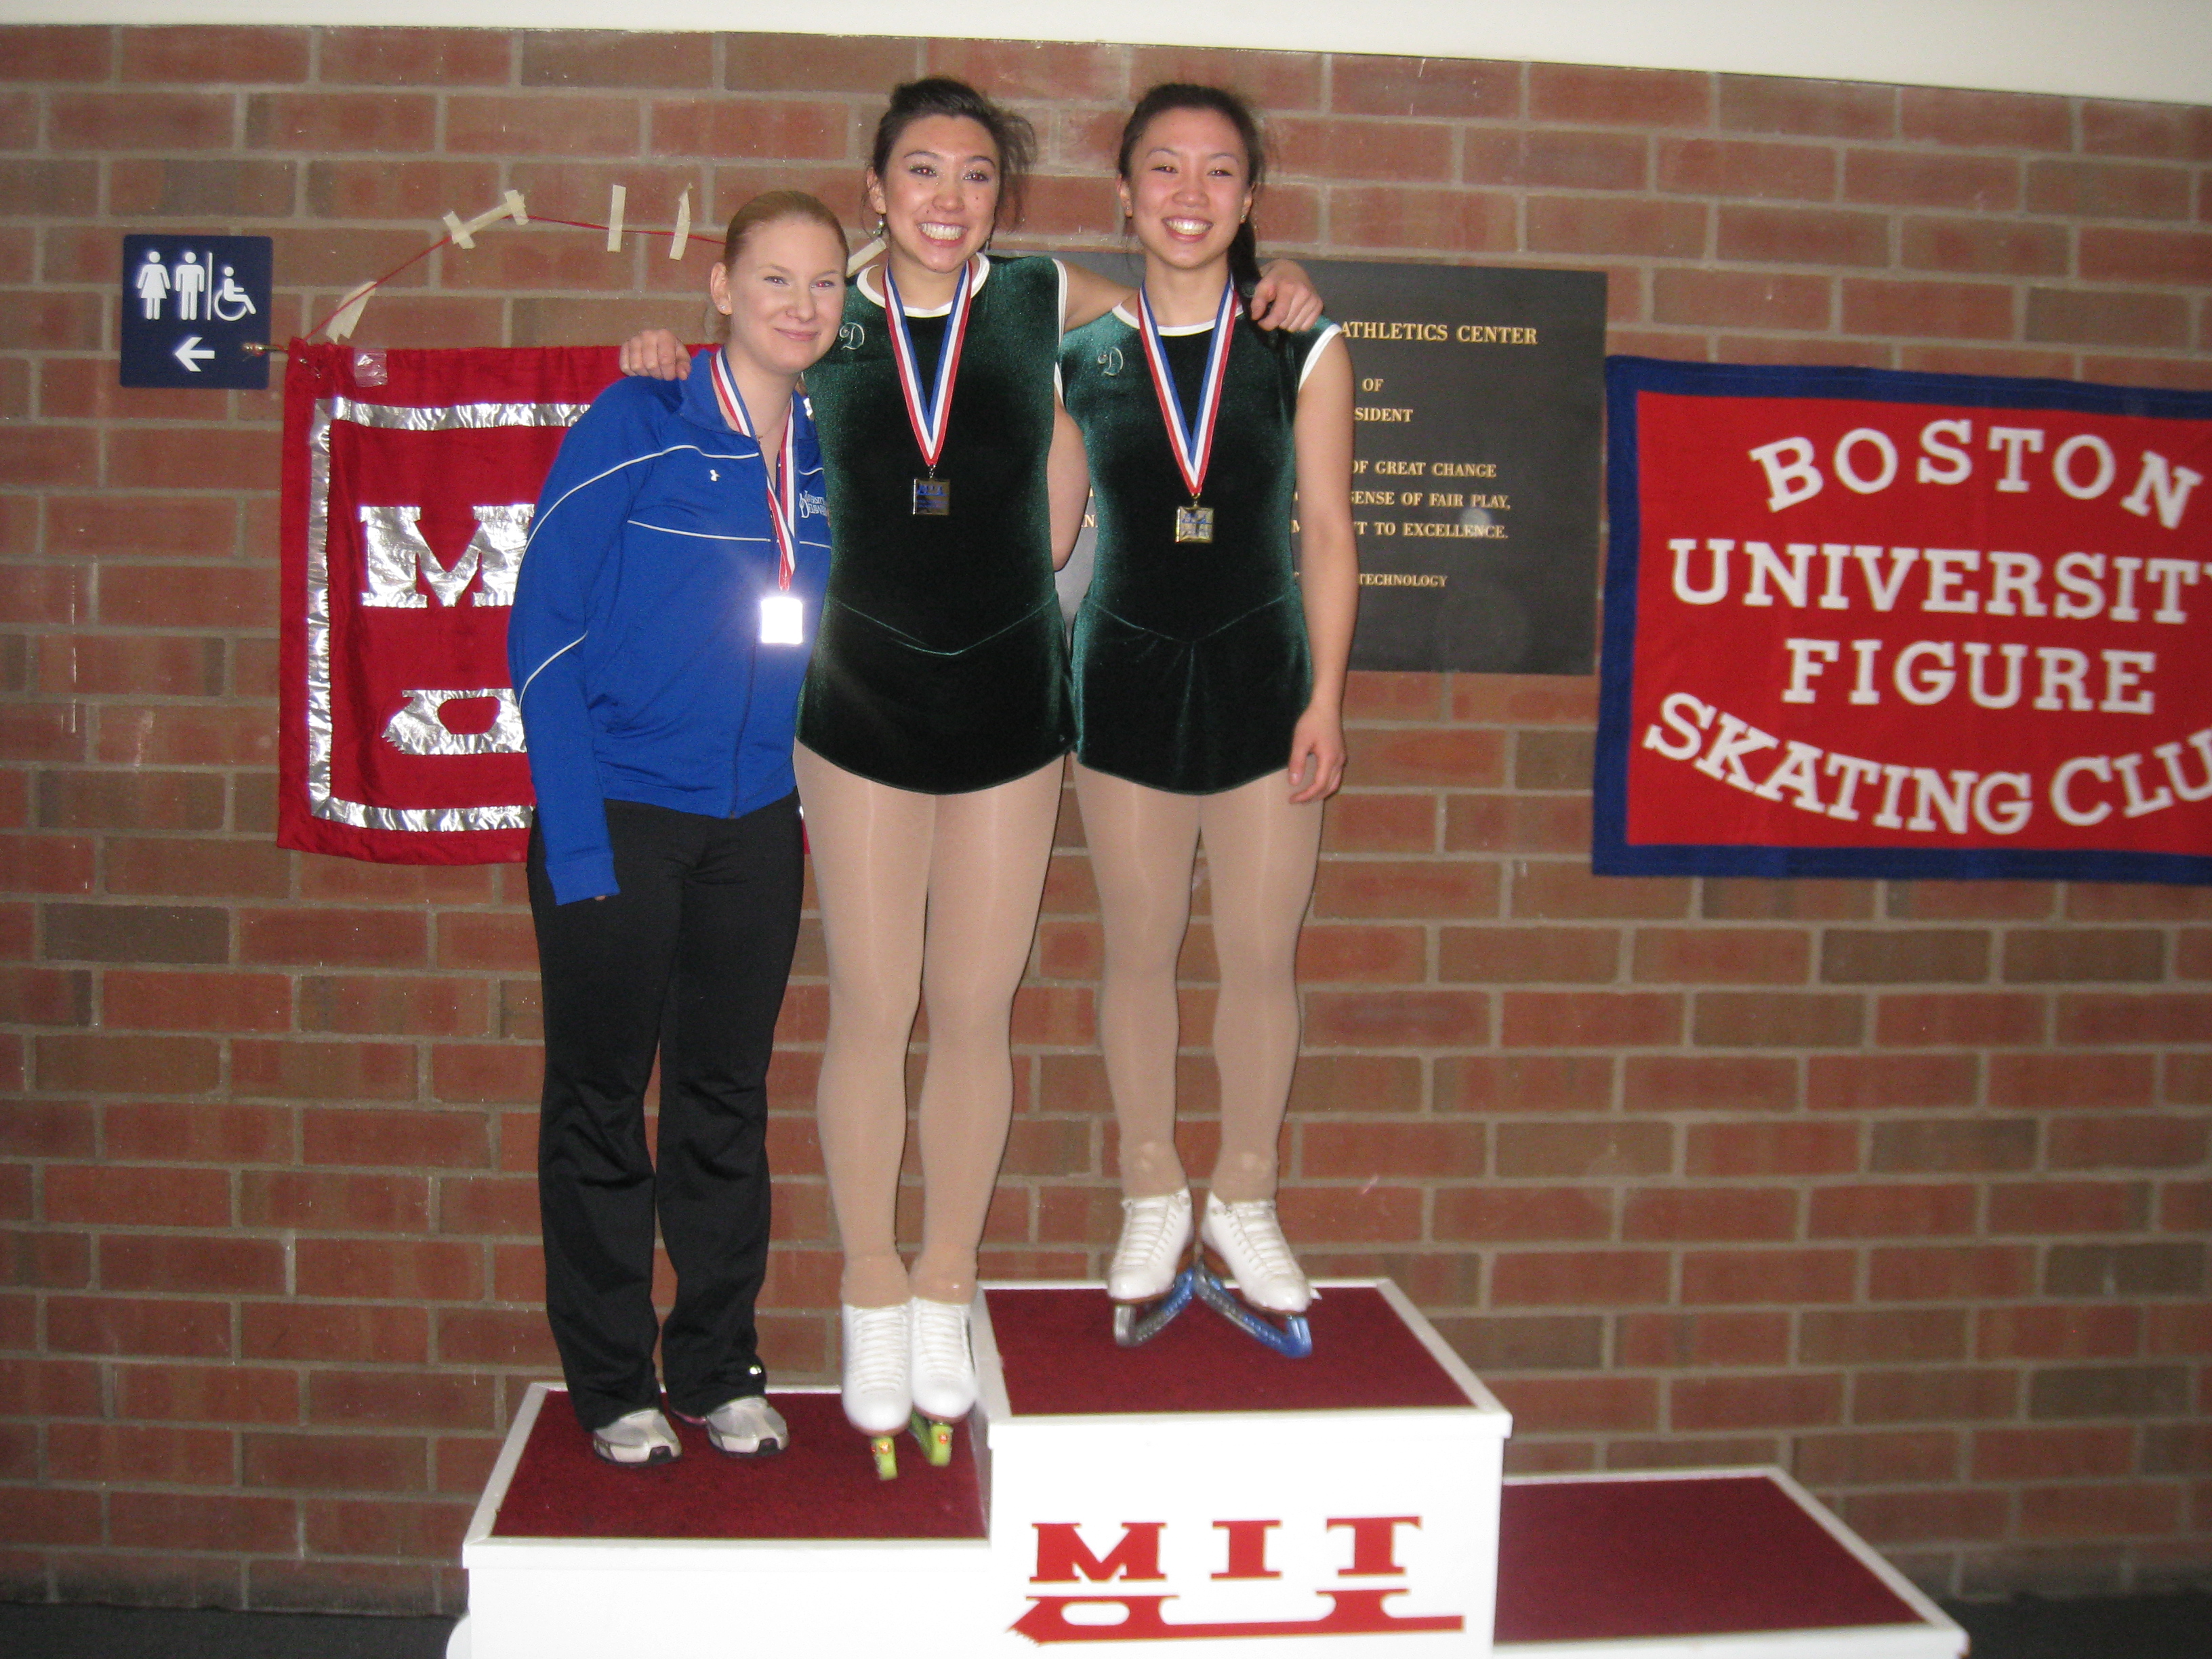 ATHLETICS CENTER
OF
SIDENT
OF GREAT CHANGE
SENSE OF FAIR PLAY,
T TO EXCELLENCE.
TECHNOLOGY
M
BOSTON
UNIVERSIT
FIGURE
SKATING CLU
D
D
MIT